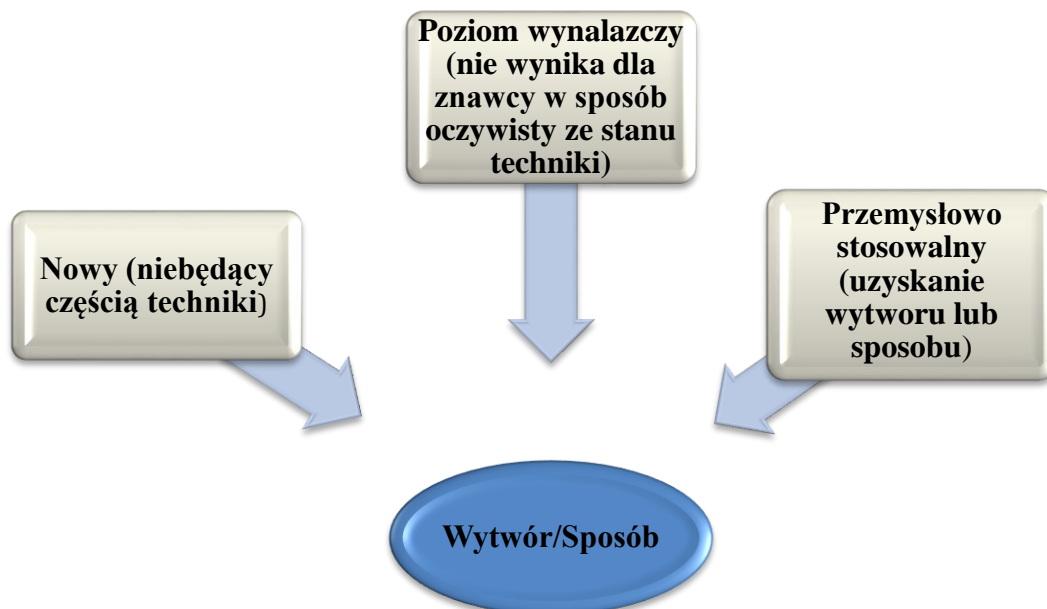 Poziom wynalazczy
(nie wynika dla
znawcy w sposób
oczywisty ze stanu
techniki)
Nowy (niebędący
częścią techniki)
Przemysłowo
stosowalny
(uzyskanie
wytworu lub
sposobu)
Wytwór/Sposób